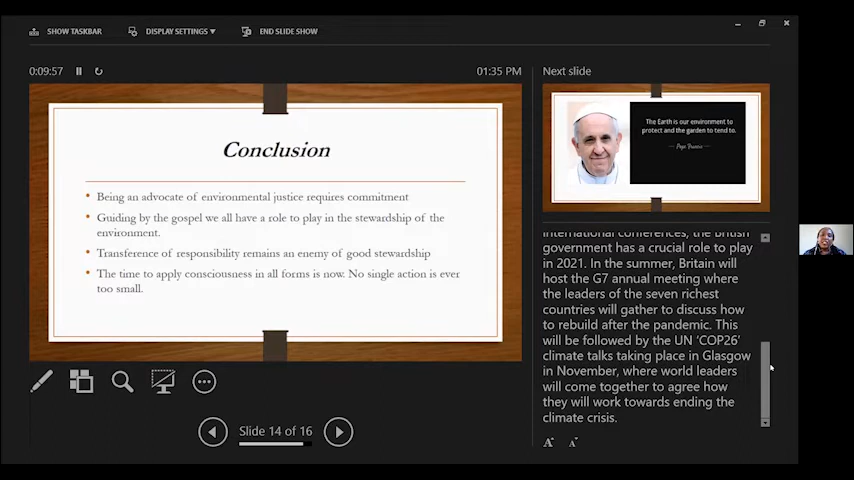 SHOW TASKBAR
DISPLAY SETTINGS ▾
END SLIDE SHOW
0:09:57
01:35 PM
Conclusion
• Being an advocate of environmental justice requires commitment
• Guiding by the gospel we all have a role to play in the stewardship of the
environment.
• Transference of responsibility remains an enemy of good stewardship
• The time to apply consciousness in all forms is now. No single action is ever
too small.
Slide 14 of 16
Next slide
The Earth is our environment to
protect and the garden to tend to.
— Pope Francis —
international conferences, the British
government has a crucial role to play
in 2021. In the summer, Britain will
host the G7 annual meeting where
the leaders of the seven richest
countries will gather to discuss how
to rebuild after the pandemic. This
will be followed by the UN ‘COP26’
climate talks taking place in Glasgow
in November, where world leaders
will come together to agree how
they will work towards ending the
climate crisis.
A A